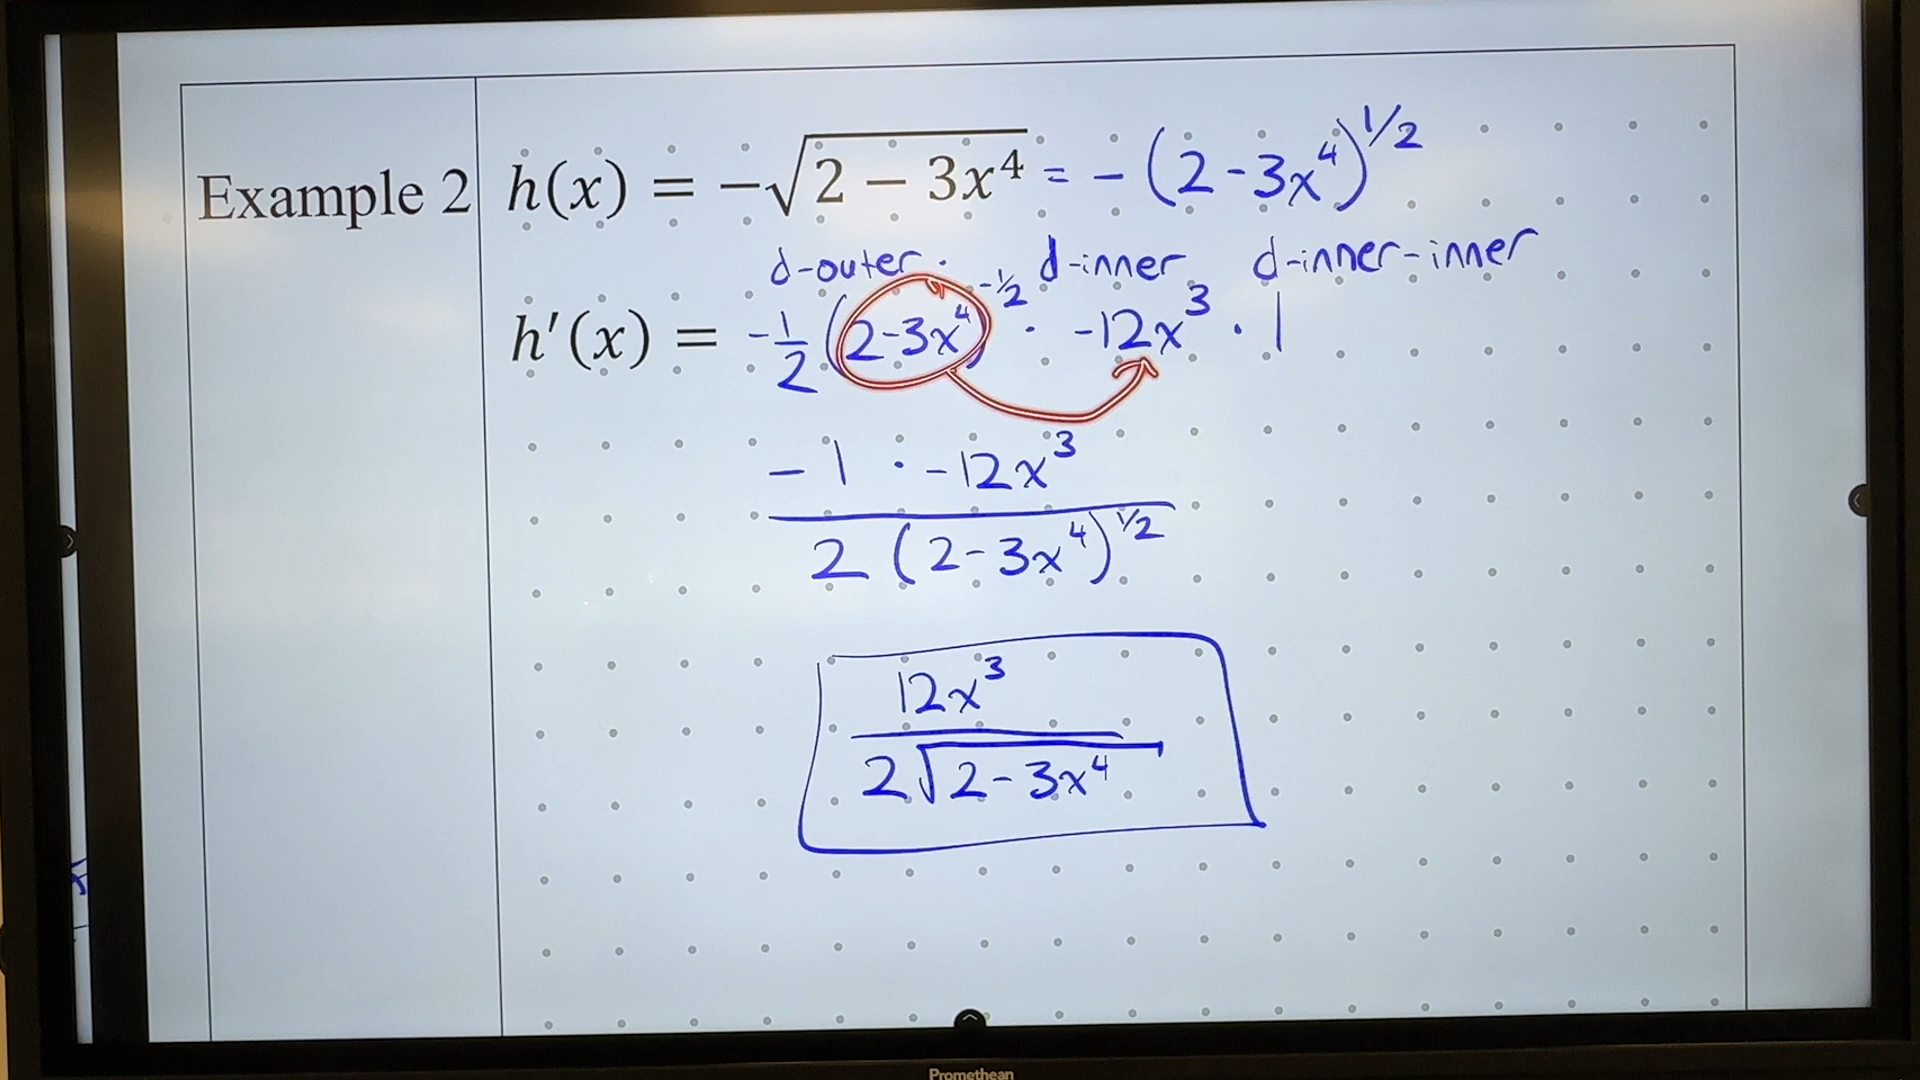 Example 2 h(x) = −√(2 − 3x⁴) = -(2-3x⁴)^1/2
d-outer · d-inner d-inner-inner
h′(x) = -1/2 (2-3x⁴)^-1/2 · -12x³ · 1
-1 · -12x³
2 (2-3x⁴)^1/2
12x³
2√(2-3x⁴)
Promethean